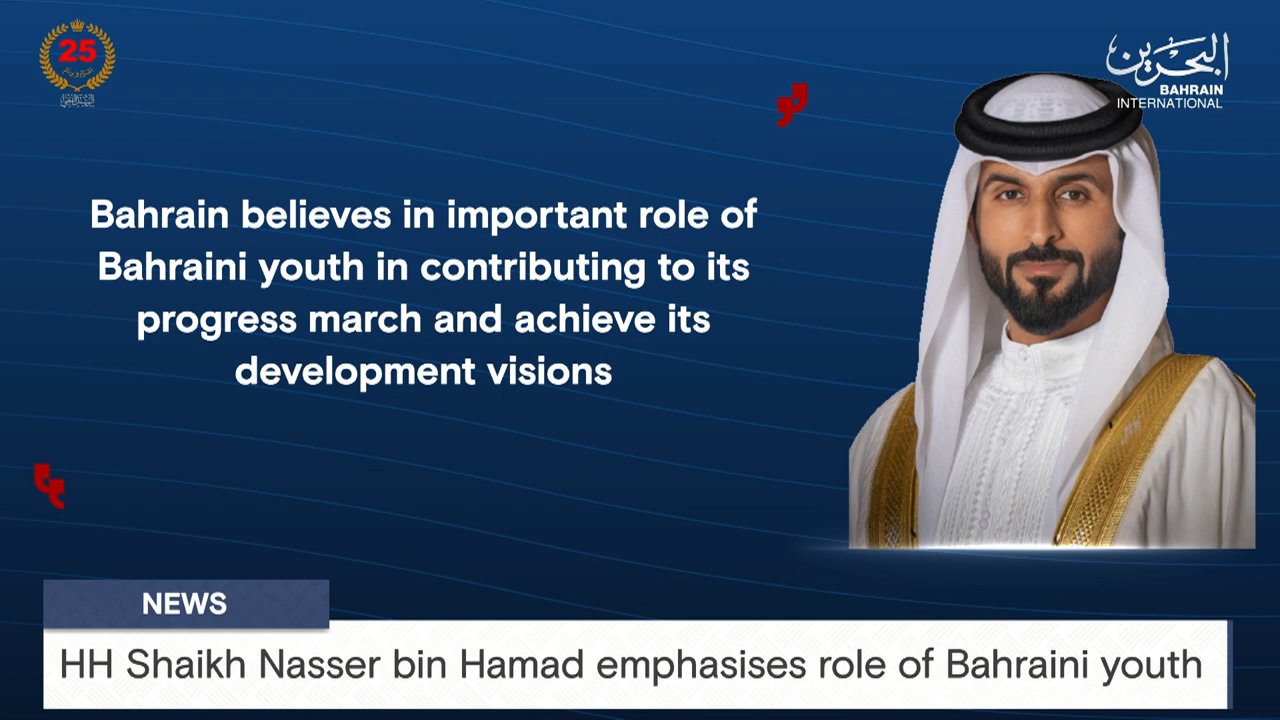 25
البحرين
BAHRAIN
INTERNATIONAL
Bahrain believes in important role of
Bahraini youth in contributing to its
progress march and achieve its
development visions
NEWS
HH Shaikh Nasser bin Hamad emphasises role of Bahraini youth